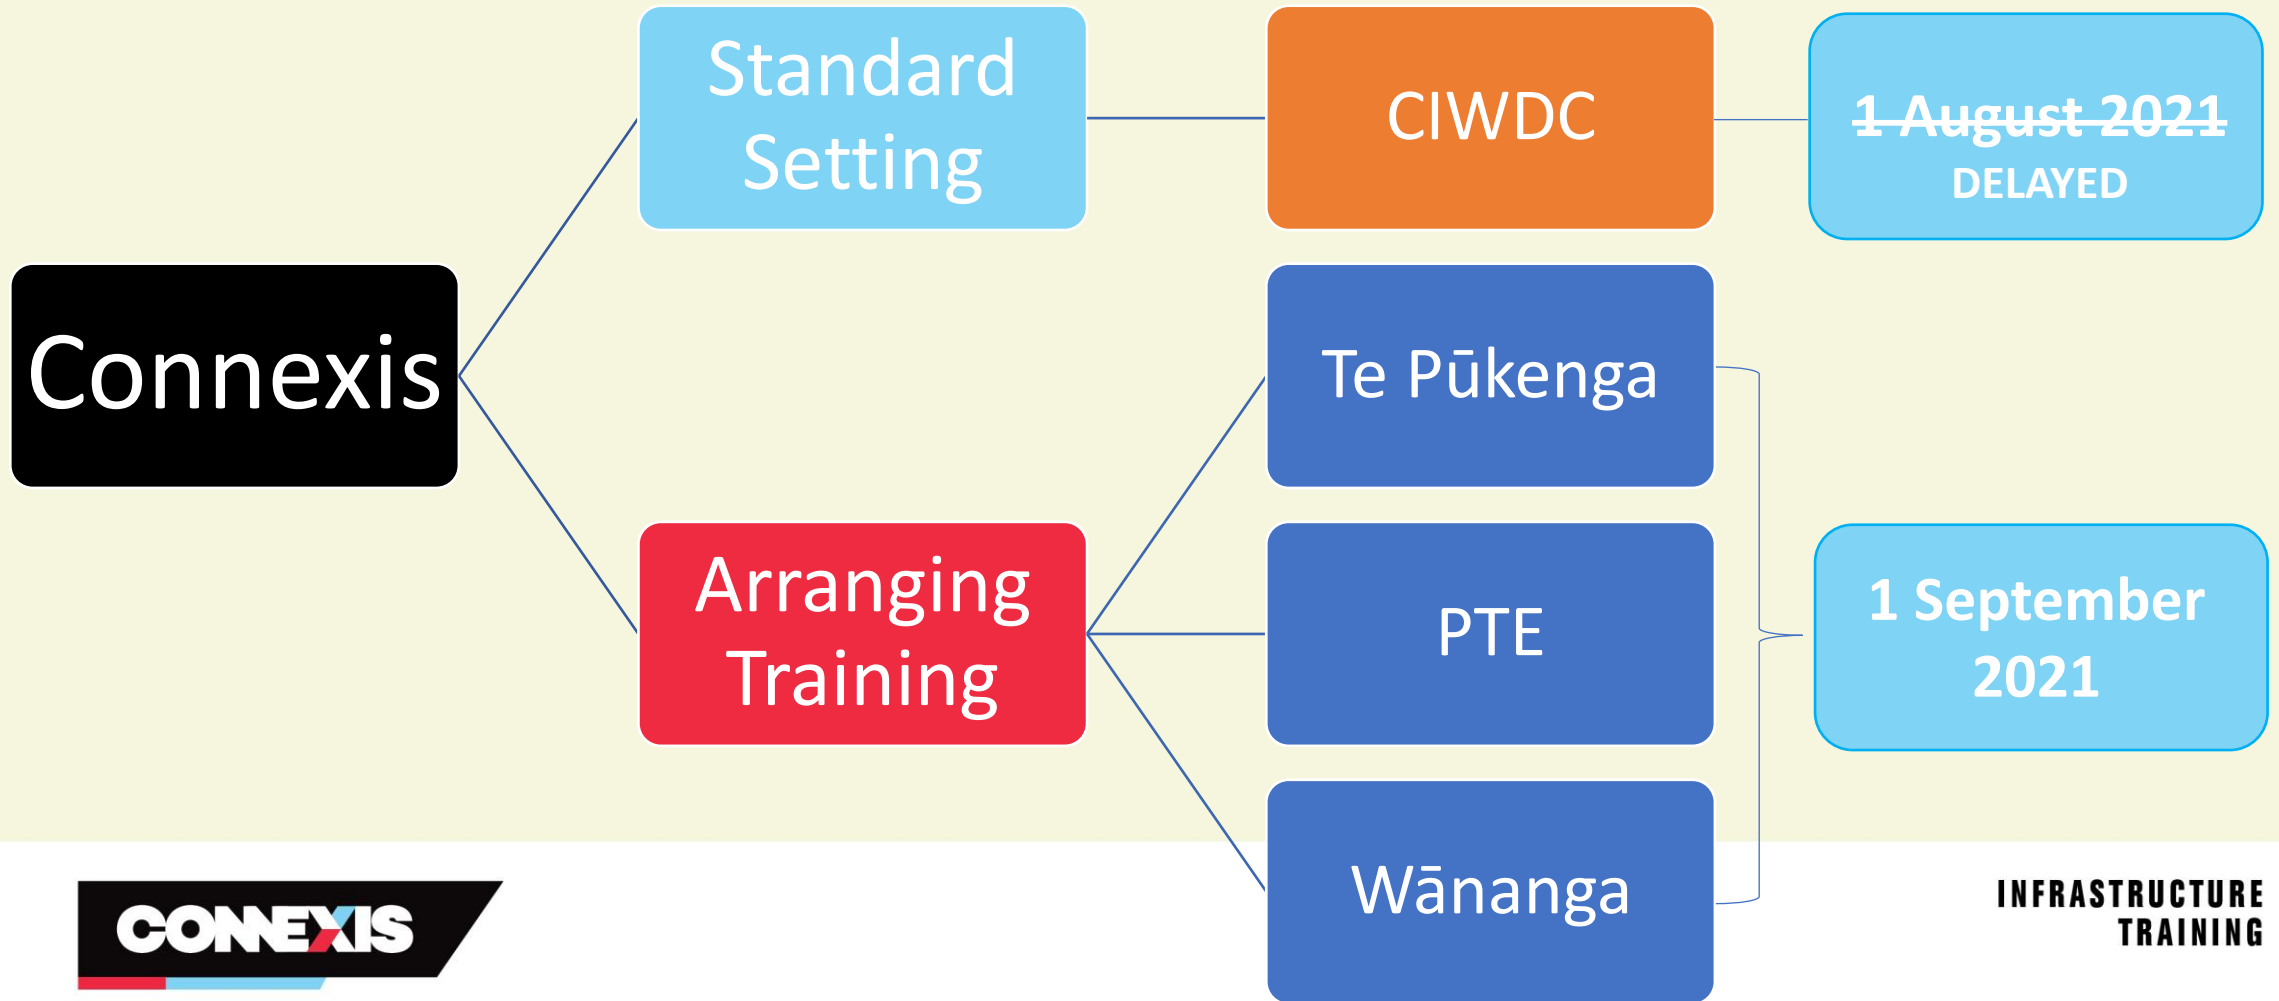 Connexis
Standard
Setting
CIWDC
1 August 2021
DELAYED
Arranging
Training
Te Pūkenga
PTE
Wānanga
1 September
2021
CONNEXIS
INFRASTRUCTURE
TRAINING